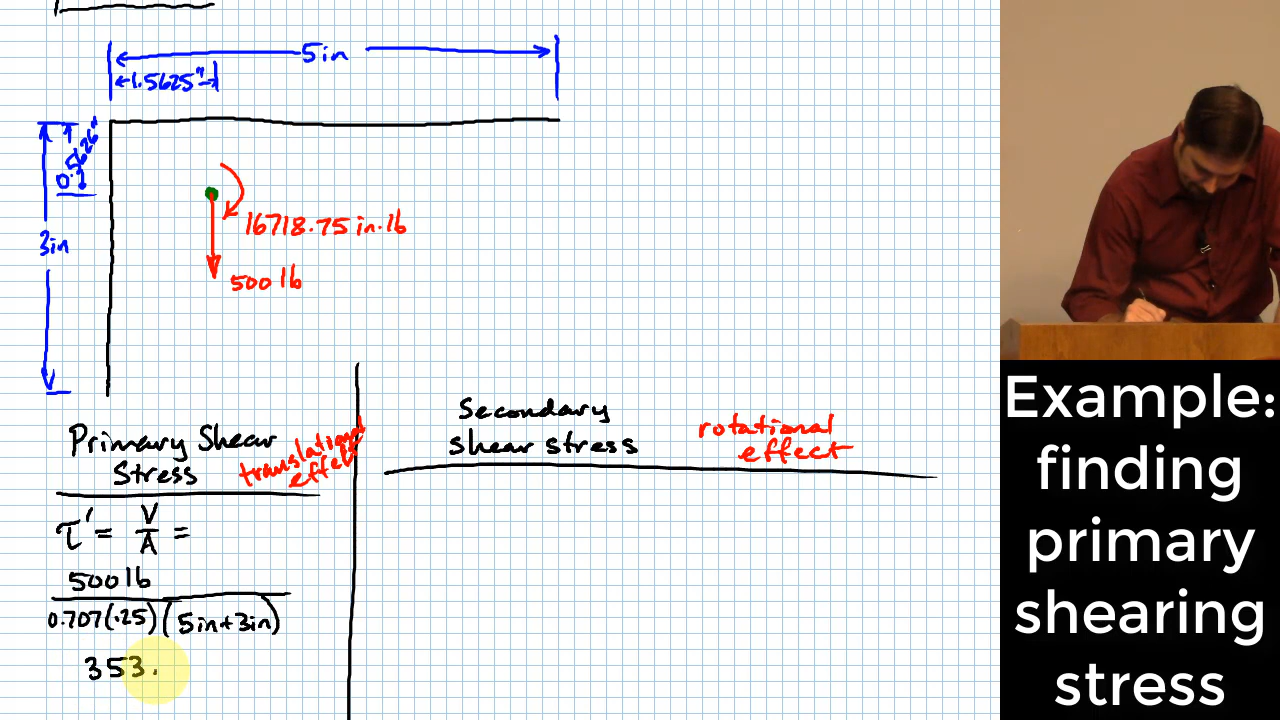 5in
1.5625"
0.5626"
3in
16718.75 in·lb
500 lb
Primary Shear
Stress
translational
effect
Secondary
shear stress
rotational
effect
τ' = V/A =
500 lb
0.707(.25)(5in+3in)
353.
Example:
finding
primary
shearing
stress